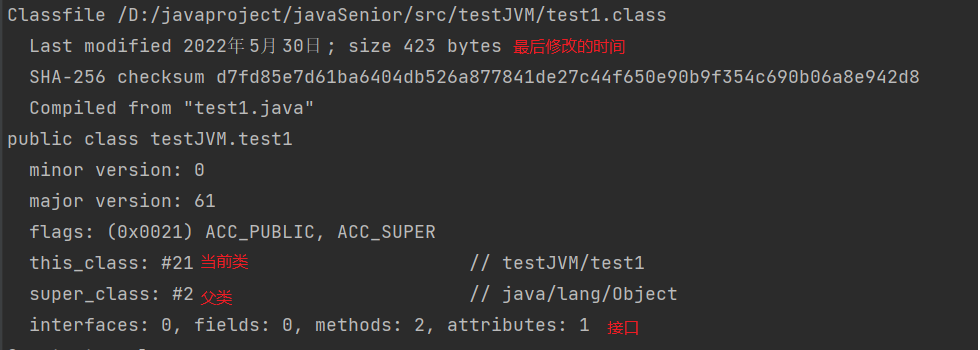 Classfile /D:/javaproject/javaSenior/src/testJVM/test1.class
Last modified 2022年5月30日; size 423 bytes 最后修改的时间
SHA-256 checksum d7fd85e7d61ba6404db526a877841de27c44f650e90b9f354c690b06a8e942d8
Compiled from "test1.java"
public class testJVM.test1
minor version: 0
major version: 61
flags: (0x0021) ACC_PUBLIC, ACC_SUPER
this_class: #21 当前类 // testJVM/test1
super_class: #2 父类 // java/lang/Object
interfaces: 0, fields: 0, methods: 2, attributes: 1 接口